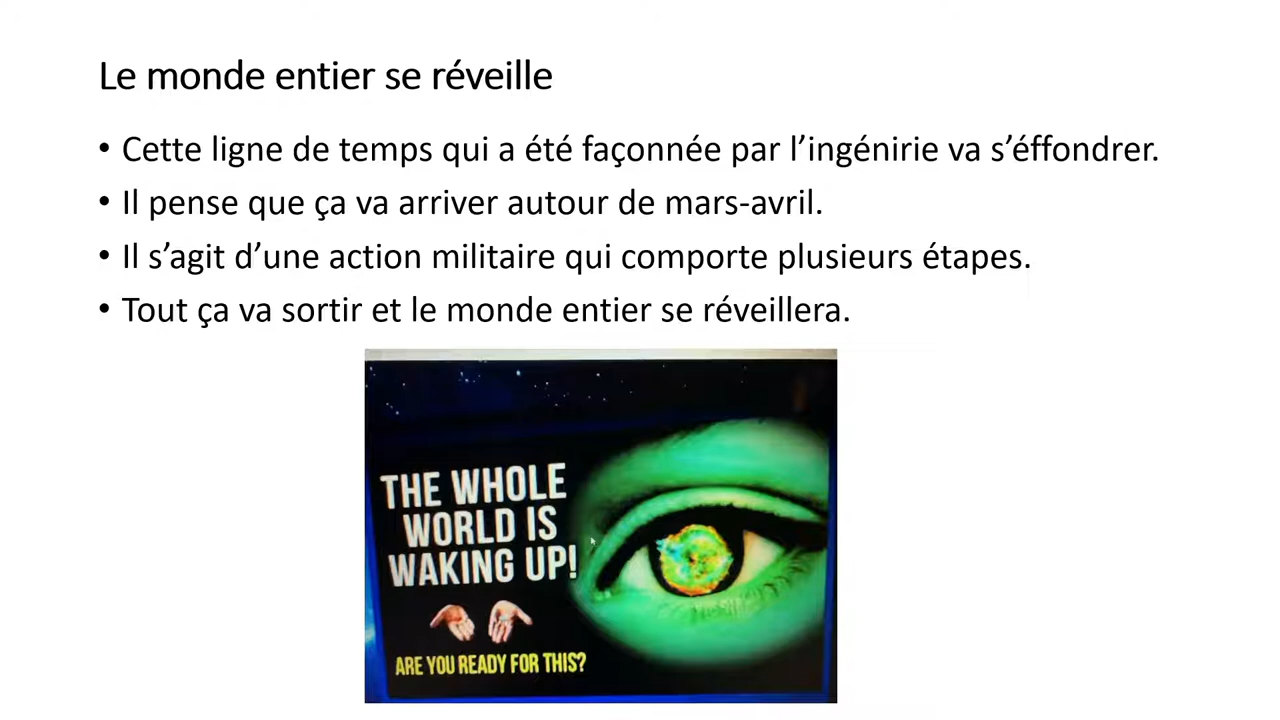 Le monde entier se réveille
• Cette ligne de temps qui a été façonnée par l’ingénirie va s’éffondrer.
• Il pense que ça va arriver autour de mars-avril.
• Il s’agit d’une action militaire qui comporte plusieurs étapes.
• Tout ça va sortir et le monde entier se réveillera.
THE WHOLE
WORLD IS
WAKING UP!
ARE YOU READY FOR THIS?